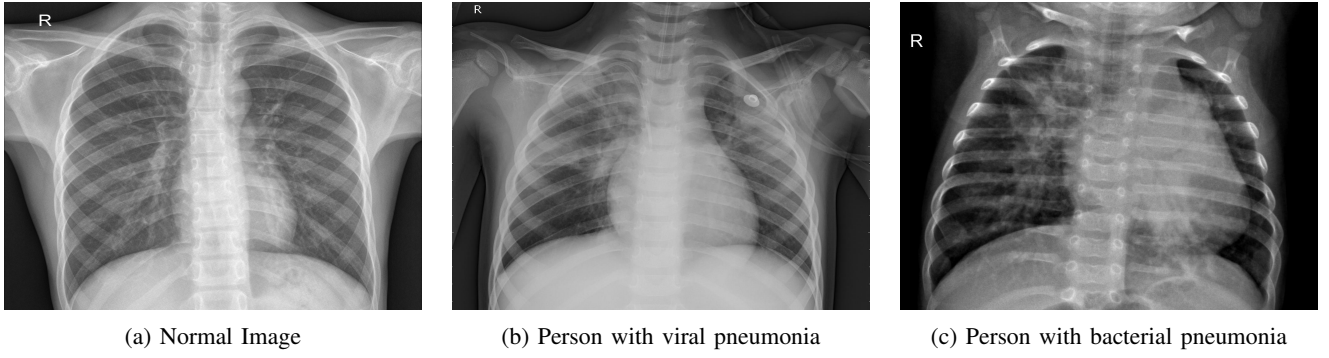 R
R
R
(a) Normal Image
(b) Person with viral pneumonia
(c) Person with bacterial pneumonia